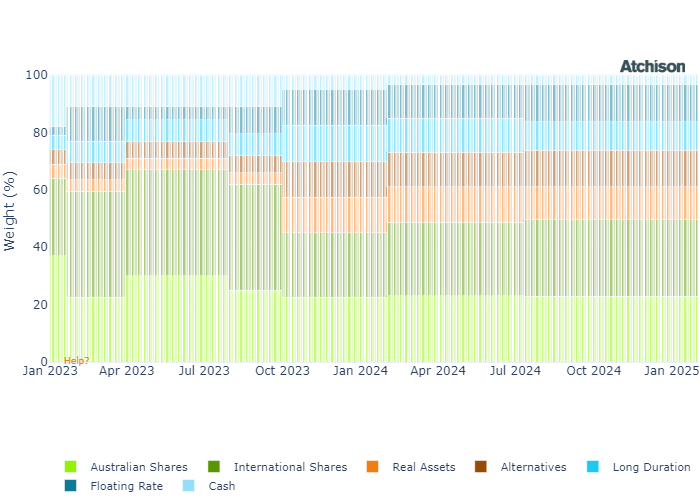 Atchison
100
80
60
40
20
0
Weight (%)
Help?
Jan 2023 Apr 2023 Jul 2023 Oct 2023 Jan 2024 Apr 2024 Jul 2024 Oct 2024 Jan 2025
Australian Shares International Shares Real Assets Alternatives Long Duration
Floating Rate Cash